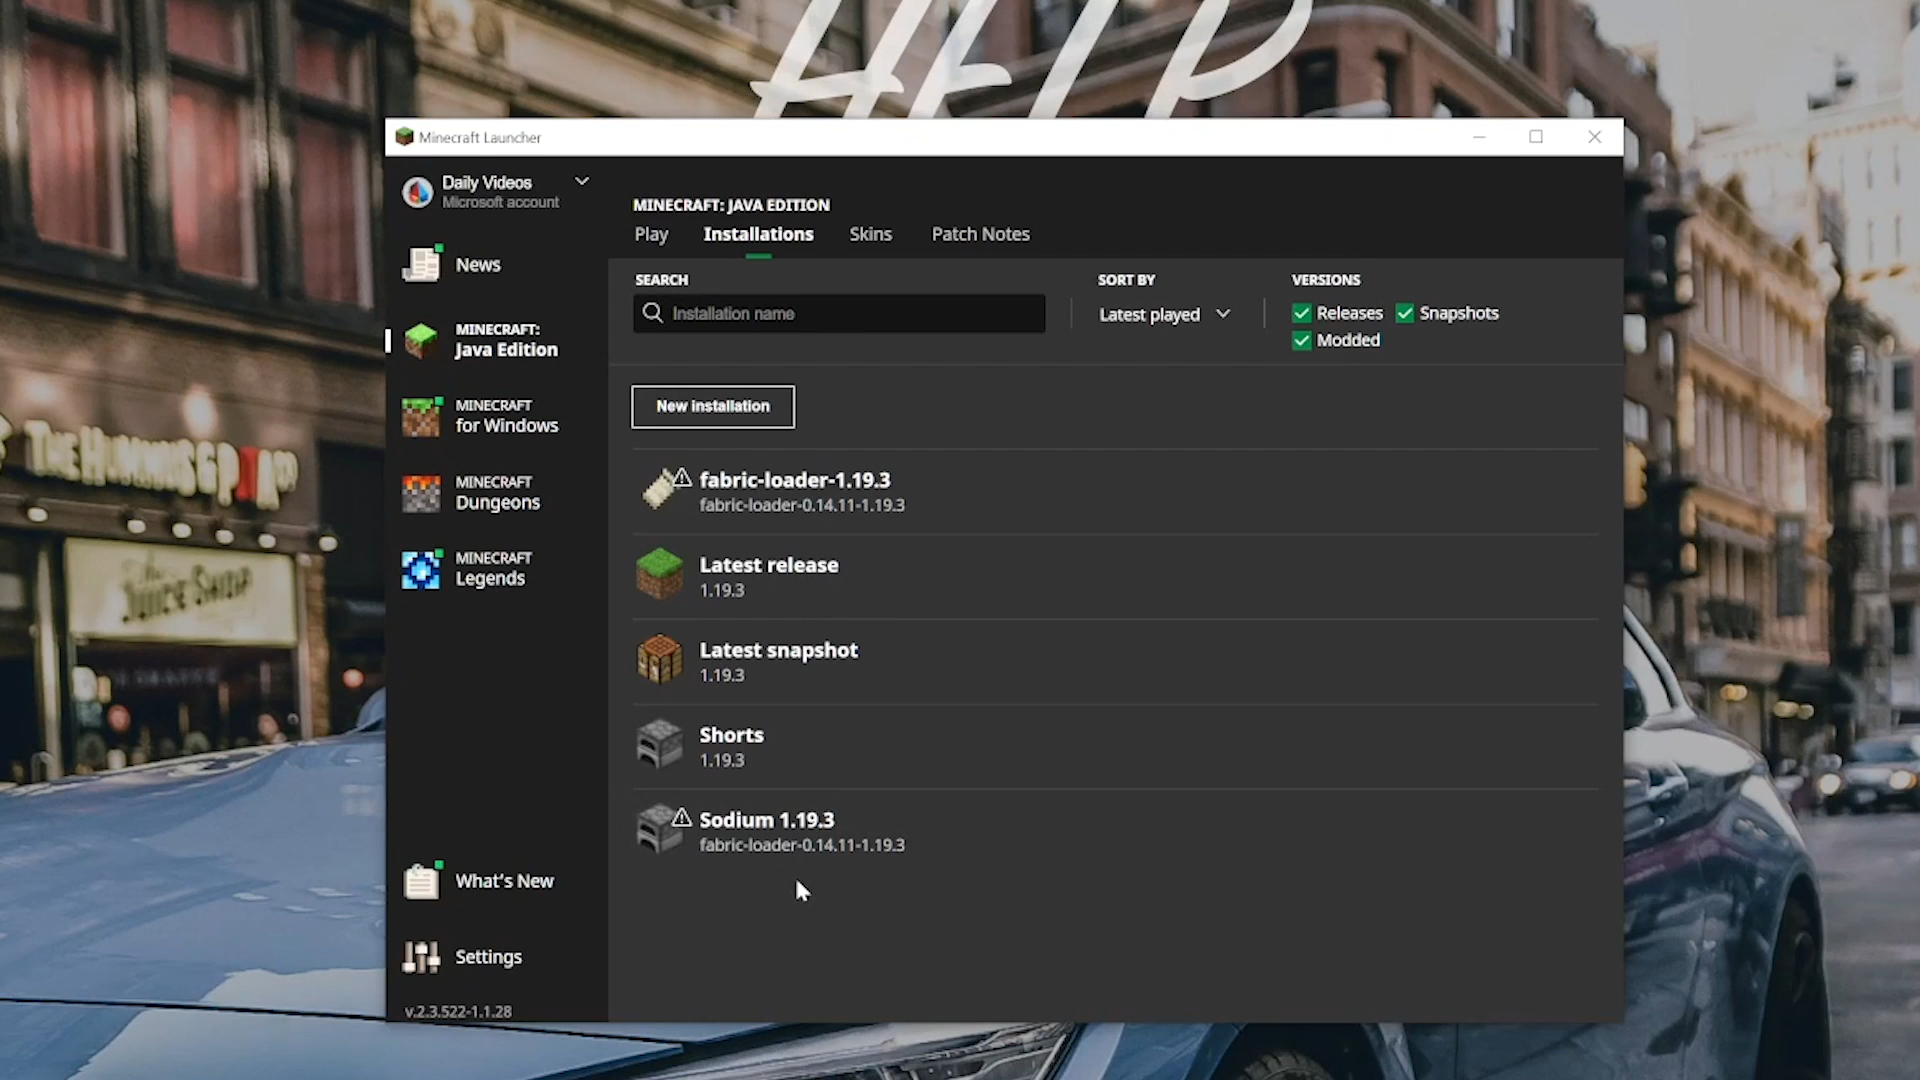 HELP
Minecraft Launcher
Daily Videos
Microsoft account
News
MINECRAFT:
Java Edition
MINECRAFT
for Windows
MINECRAFT
Dungeons
MINECRAFT
Legends
What's New
Settings
v.2.3.522-1.1.28
MINECRAFT: JAVA EDITION
Play Installations Skins Patch Notes
SEARCH
Installation name
SORT BY
Latest played
VERSIONS
Releases Snapshots
Modded
New installation
fabric-loader-1.19.3
fabric-loader-0.14.11-1.19.3
Latest release
1.19.3
Latest snapshot
1.19.3
Shorts
1.19.3
Sodium 1.19.3
fabric-loader-0.14.11-1.19.3
The
JUICE SHOP